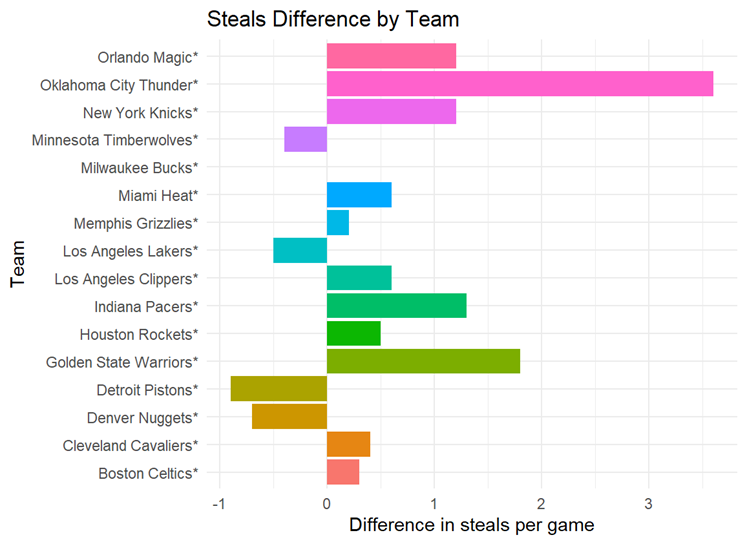 Steals Difference by Team
Team
Orlando Magic*
Oklahoma City Thunder*
New York Knicks*
Minnesota Timberwolves*
Milwaukee Bucks*
Miami Heat*
Memphis Grizzlies*
Los Angeles Lakers*
Los Angeles Clippers*
Indiana Pacers*
Houston Rockets*
Golden State Warriors*
Detroit Pistons*
Denver Nuggets*
Cleveland Cavaliers*
Boston Celtics*
-1 0 1 2 3
Difference in steals per game